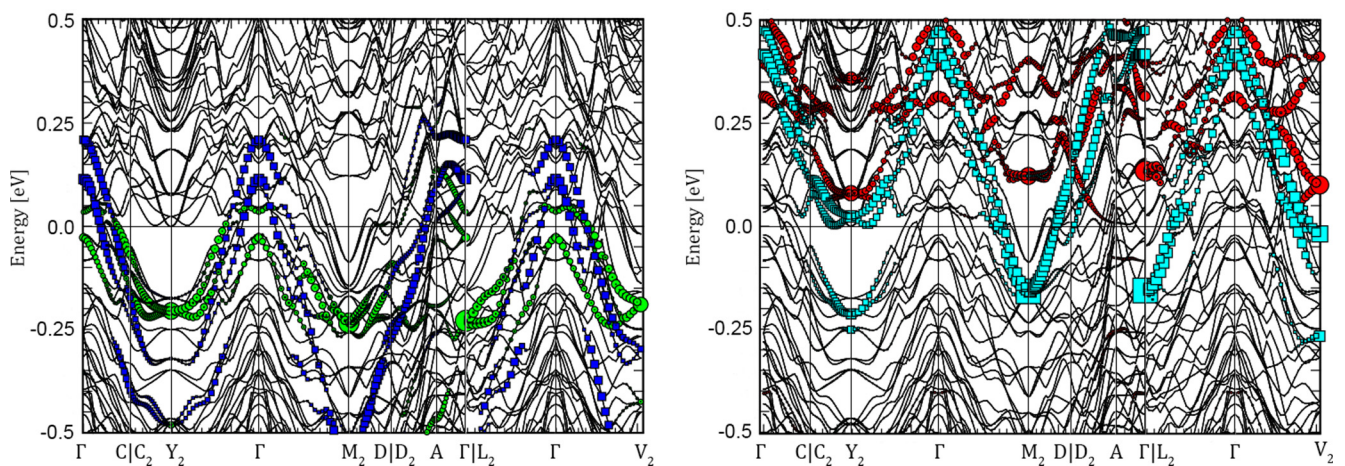 0.5
0.25
0.0
-0.25
-0.5
Energy [eV]
Γ C|C₂ Y₂ Γ M₂ D|D₂ A Γ|L₂ Γ V₂
0.5
0.25
0.0
-0.25
-0.5
Energy [eV]
Γ C|C₂ Y₂ Γ M₂ D|D₂ A Γ|L₂ Γ V₂